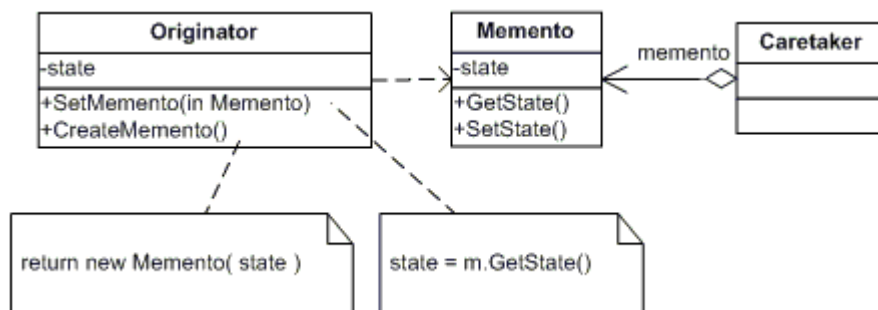 Originator
-state
+SetMemento(in Memento)
+CreateMemento()
Memento
-state
+GetState()
+SetState()
memento
Caretaker
return new Memento( state )
state = m.GetState()